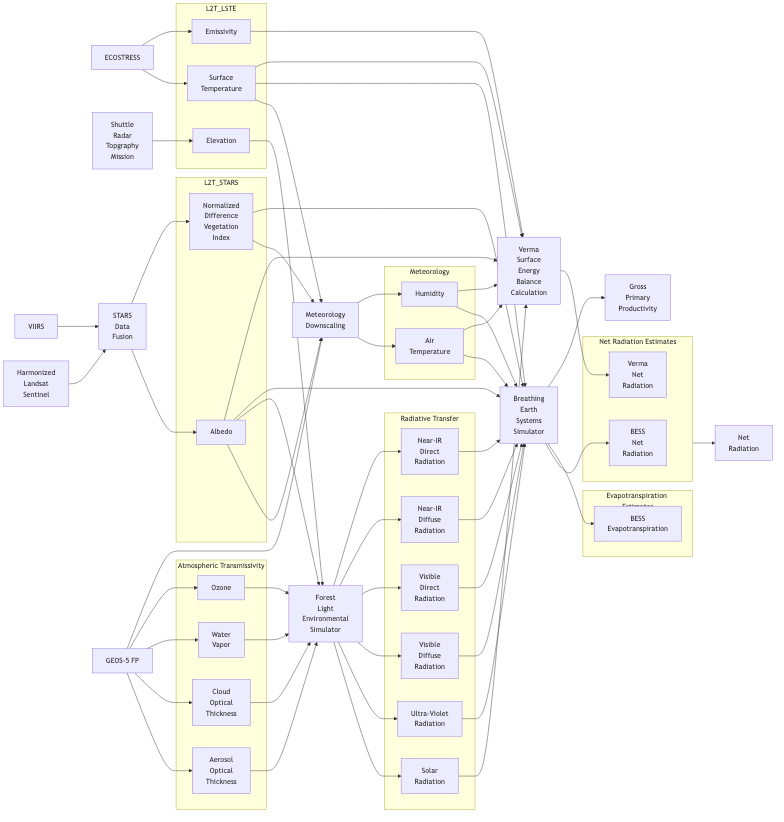 L2T_LSTE
Emissivity
ECOSTRESS
Surface
Temperature
Shuttle
Radar
Topgraphy
Mission
Elevation
L2T_STARS
Normalized
Difference
Vegetation
Index
VIIRS
STARS
Data
Fusion
Harmonized
Landsat
Sentinel
Albedo
Meteorology
Downscaling
Meteorology
Humidity
Air
Temperature
Verma
Surface
Energy
Balance
Calculation
Gross
Primary
Productivity
Net Radiation Estimates
Verma
Net
Radiation
BESS
Net
Radiation
Net
Radiation
Breathing
Earth
Systems
Simulator
Evapotranspiration
BESS
Evapotranspiration
Radiative Transfer
Near-IR
Direct
Radiation
Near-IR
Diffuse
Radiation
Visible
Direct
Radiation
Visible
Diffuse
Radiation
Ultra-Violet
Radiation
Solar
Radiation
Atmospheric Transmissivity
Ozone
Water
Vapor
Cloud
Optical
Thickness
Aerosol
Optical
Thickness
GEOS-5 FP
Forest
Light
Environmental
Simulator